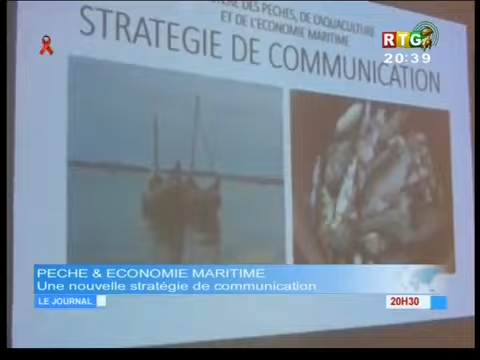 DES PECHES, DE L'AQUACULTURE
ET DE L'ECONOMIE MARITIME
STRATEGIE DE COMMUNICATION
RTG
20:39
PECHE & ECONOMIE MARITIME
Une nouvelle stratégie de communication
LE JOURNAL
20H30